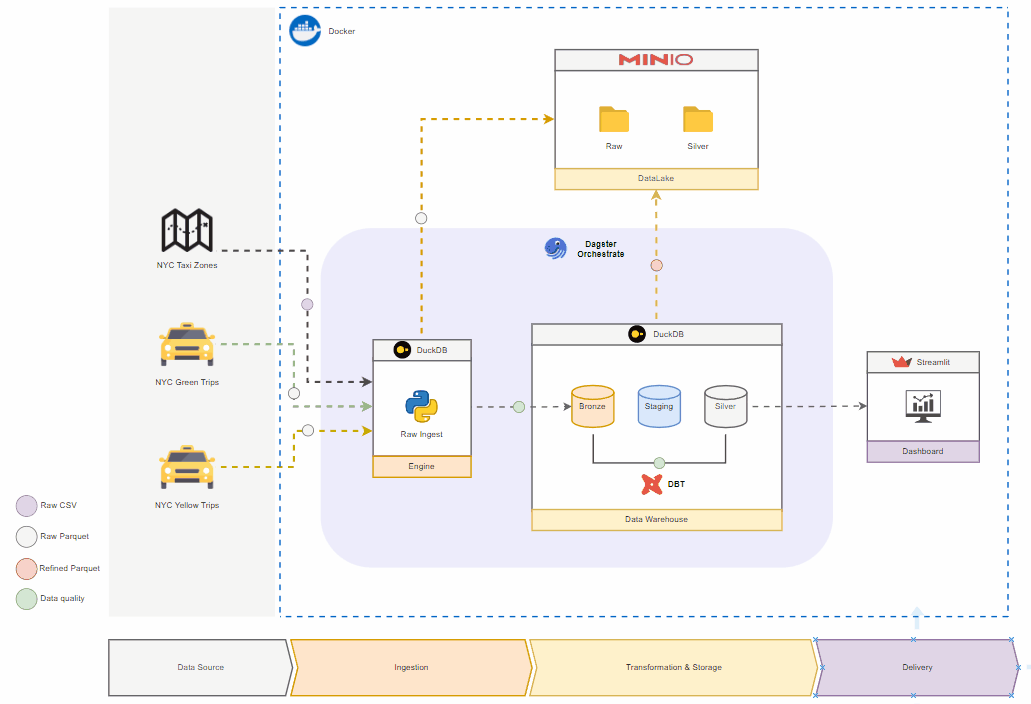 Docker
MINIO
Raw
Silver
DataLake
Dagster
Orchestrate
NYC Taxi Zones
DuckDB
DuckDB
NYC Green Trips
Streamlit
Bronze
Staging
Silver
Raw Ingest
Engine
Dashboard
DBT
NYC Yellow Trips
Data Warehouse
Raw CSV
Raw Parquet
Refined Parquet
Data quality
Data Source
Ingestion
Transformation & Storage
Delivery